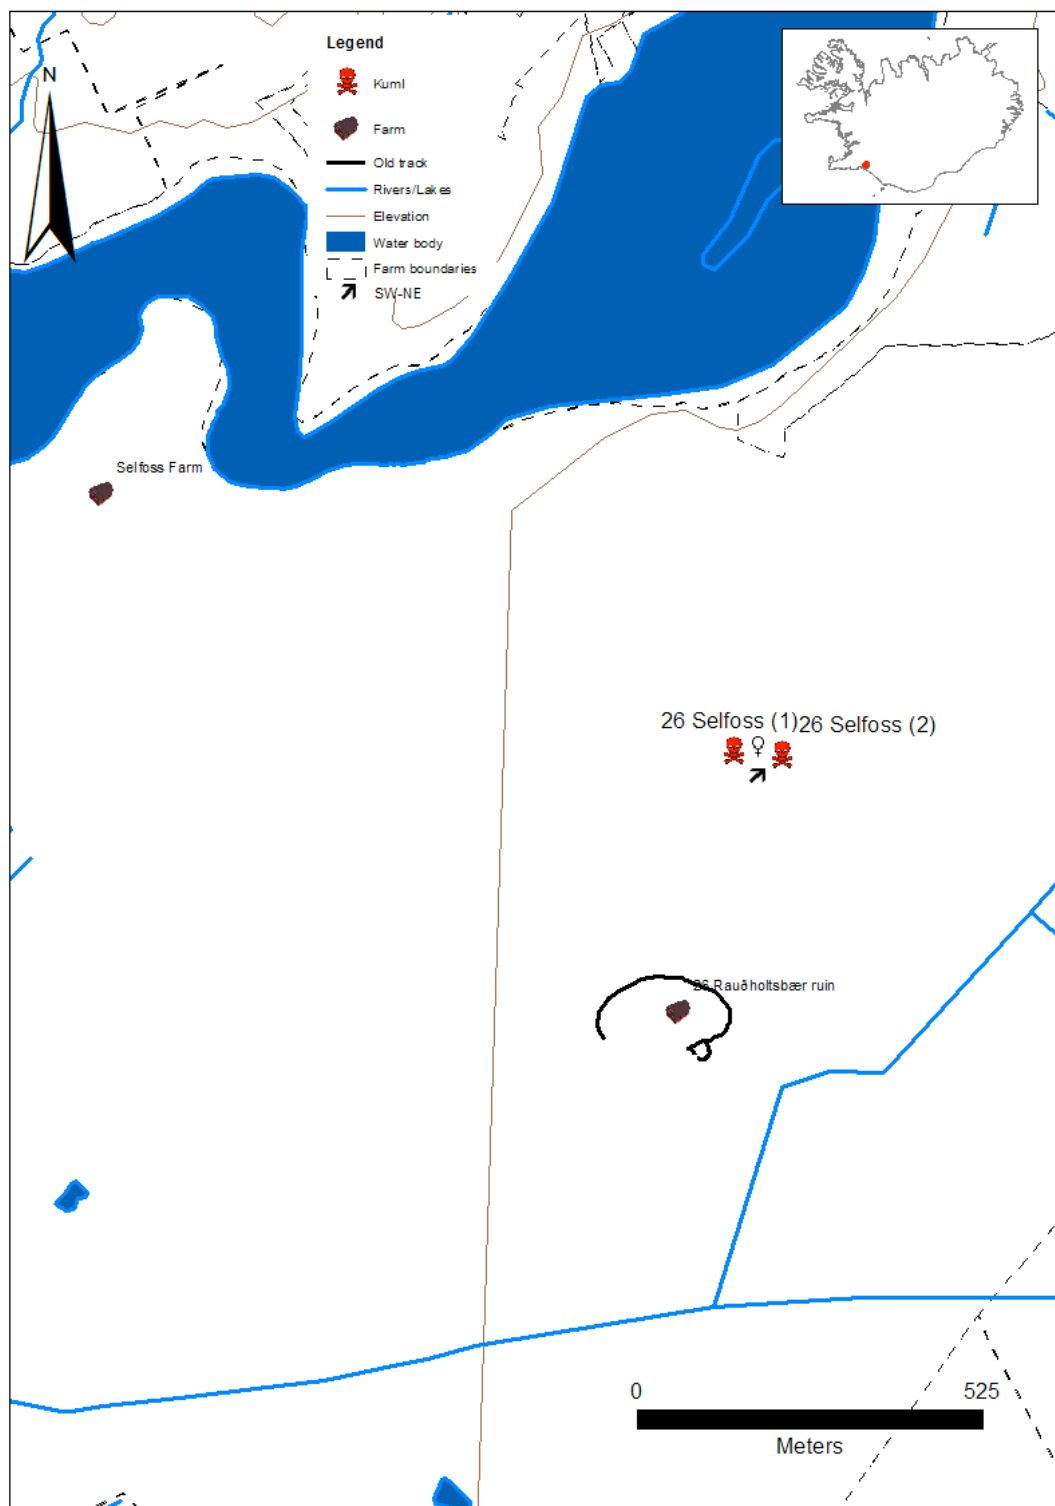 Legend
N
Kuml
Farm
Old track
Rivers/Lakes
Elevation
Water body
Farm boundaries
SW-NE
Selfoss Farm
26 Selfoss (1)
26 Selfoss (2)
26 Rauðholtsbær ruin
0 525
Meters